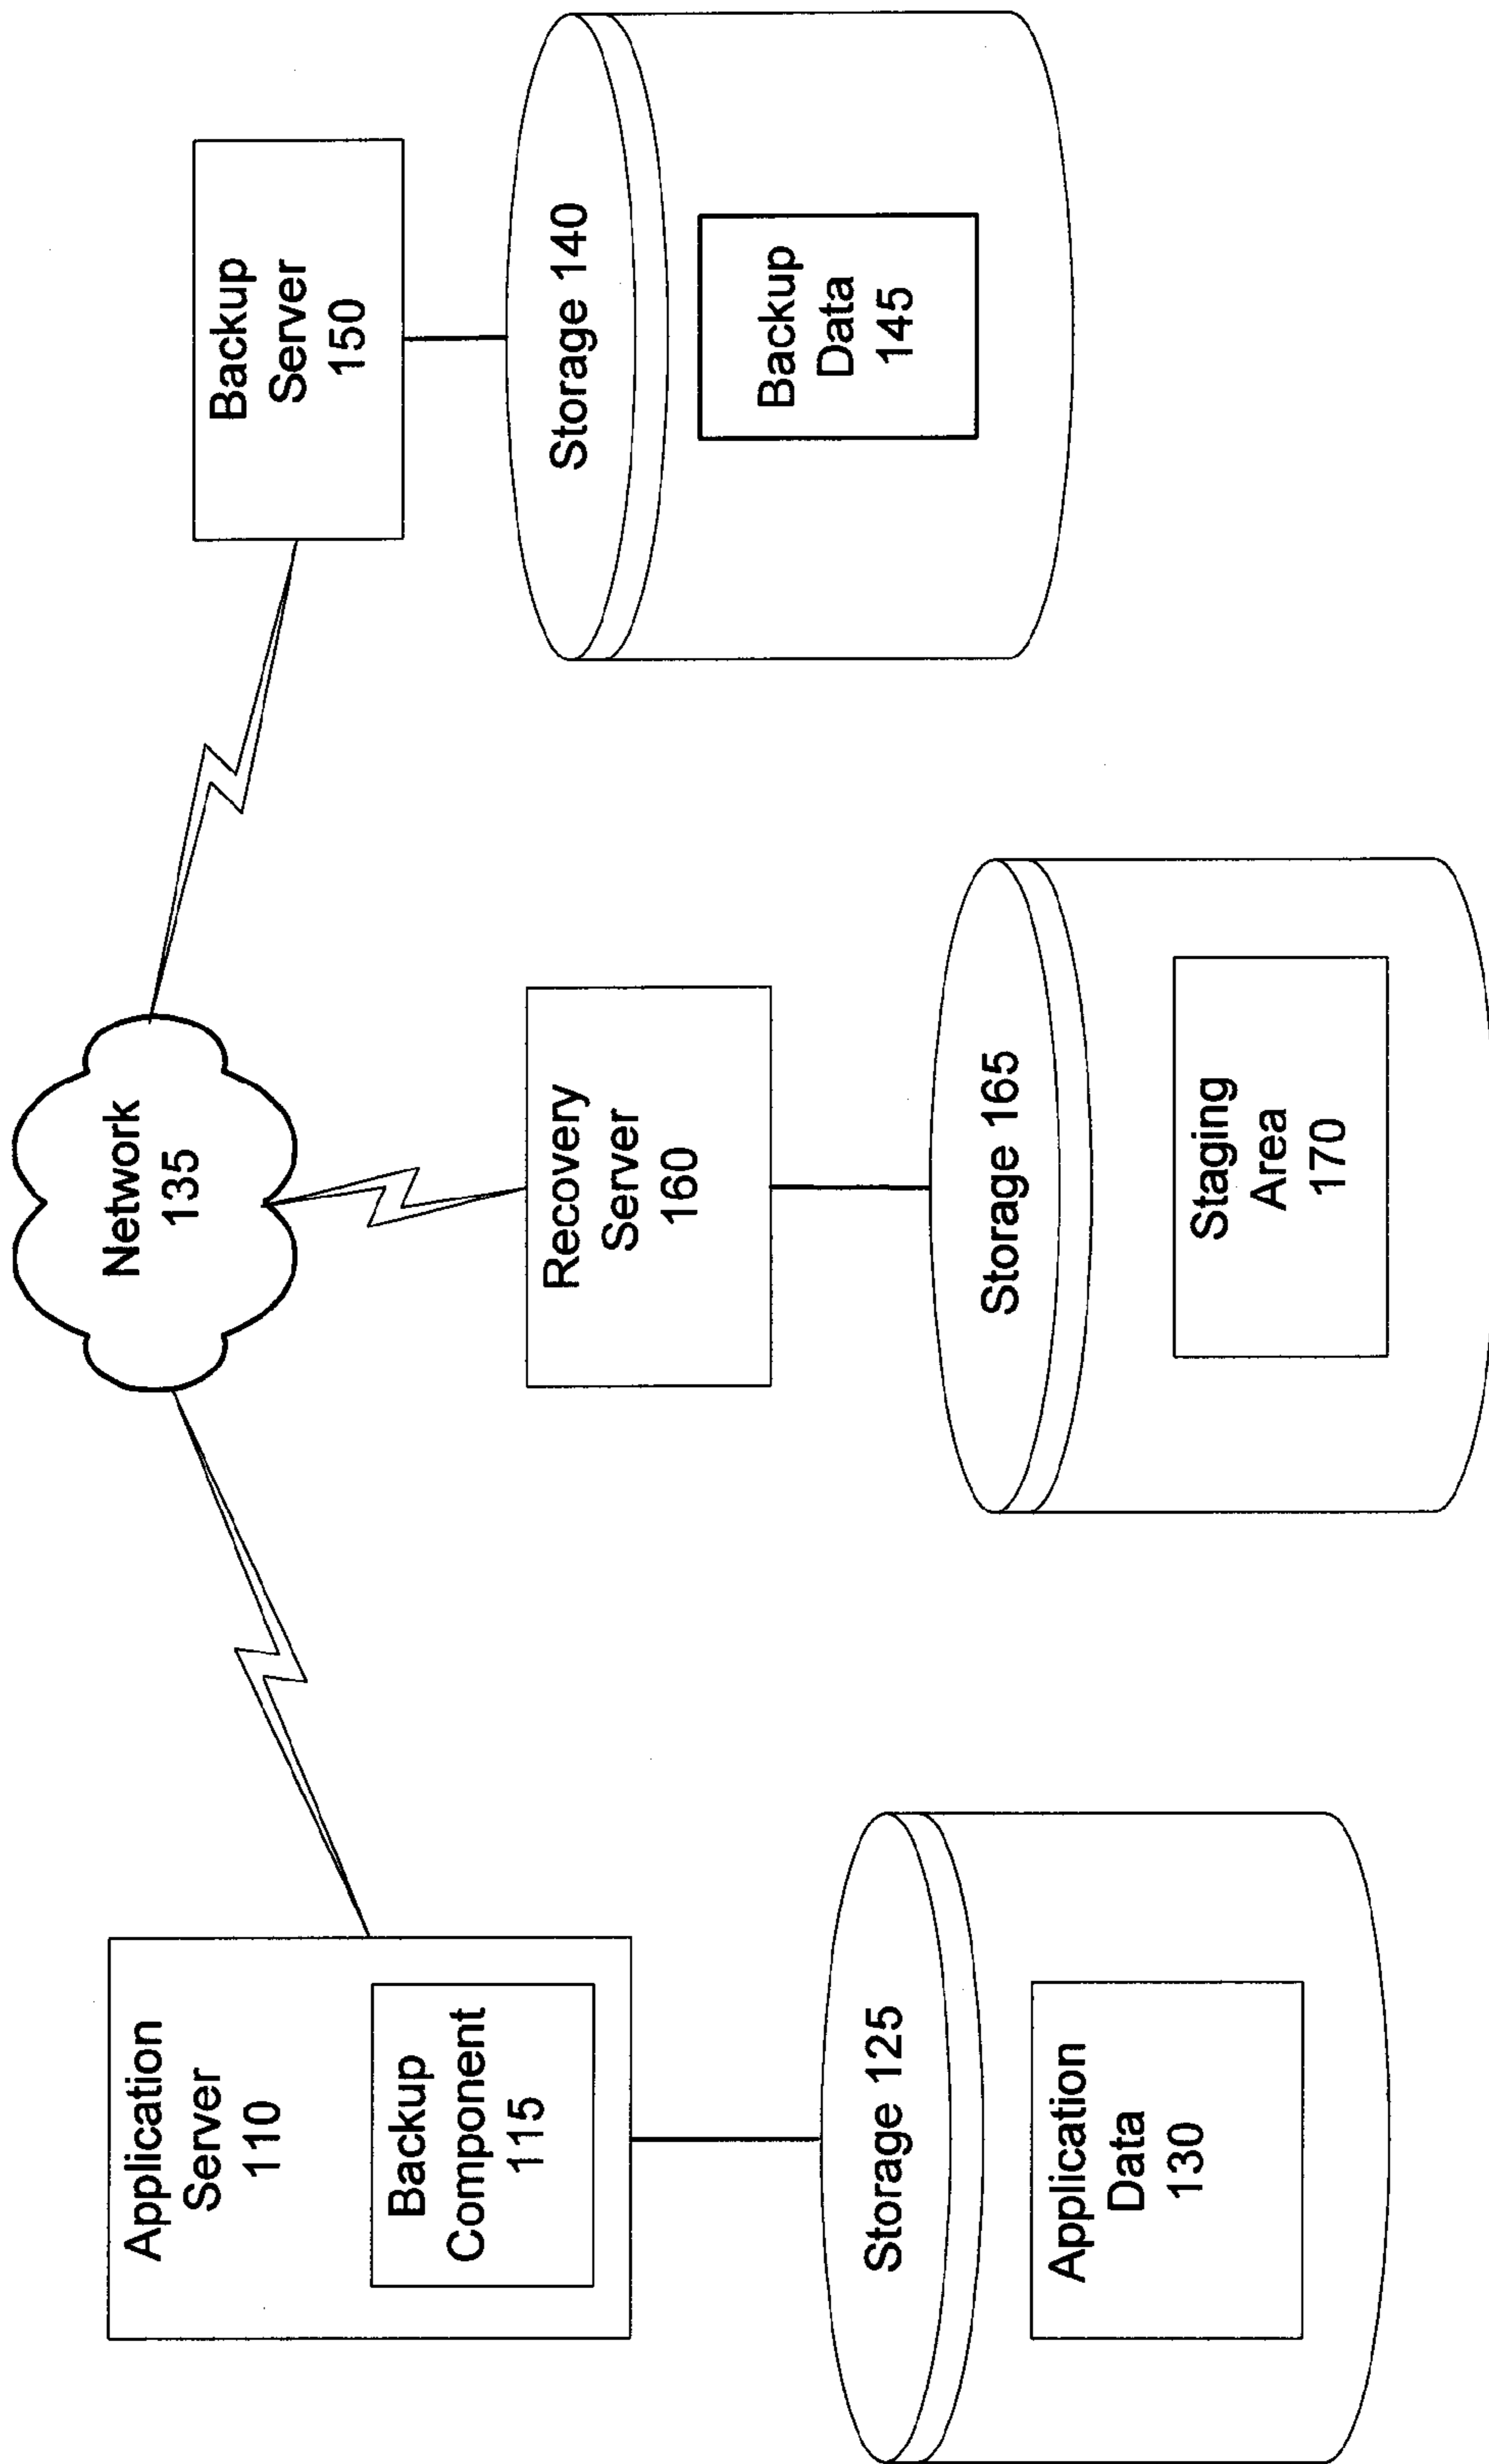 Application
Server
110
Backup
Component
115
Storage 125
Application
Data
130
Network
135
Recovery
Server
160
Storage 165
Staging
Area
170
Backup
Server
150
Storage 140
Backup
Data
145